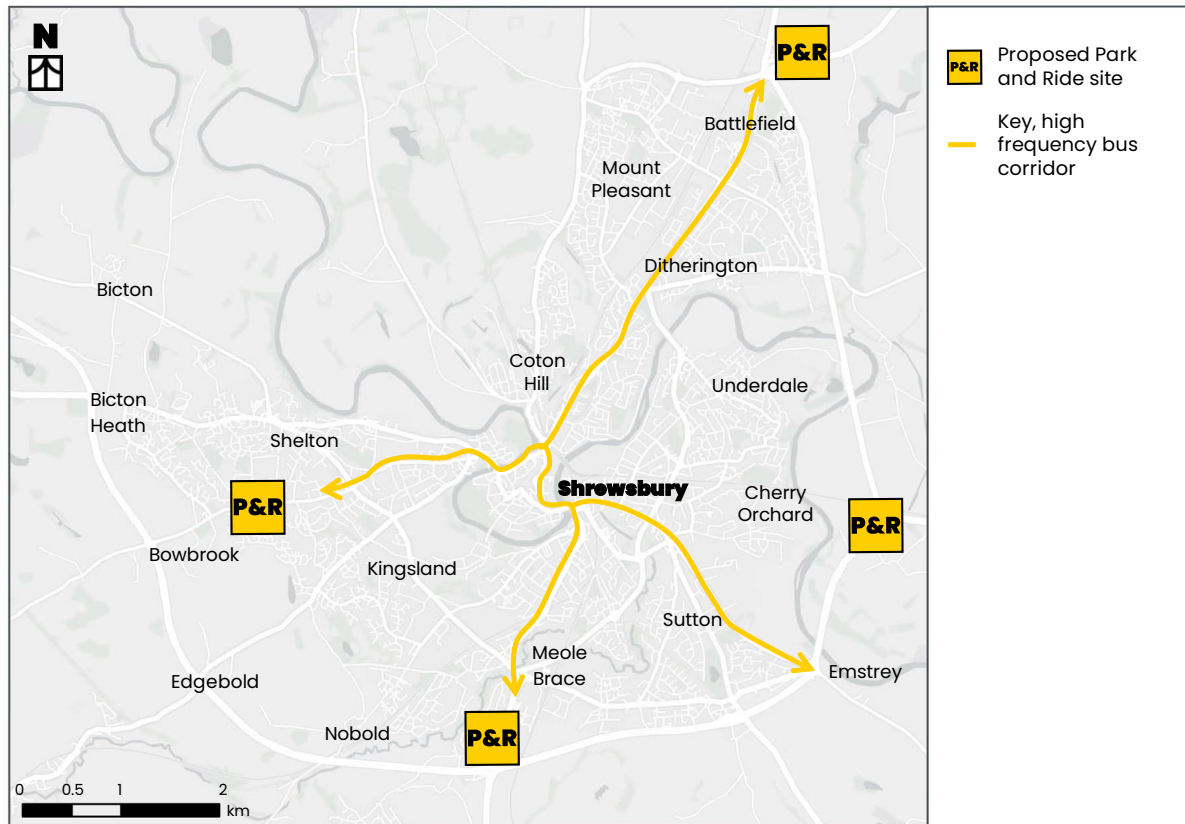 N
P&R
Battlefield
Mount
Pleasant
Ditherington
Bicton
Coton
Hill
Underdale
Bicton
Heath
Shelton
Shrewsbury
Cherry
Orchard
P&R
P&R
Bowbrook
Kingsland
Sutton
Meole
Brace
Emstrey
Edgebold
Nobold
P&R
0 0.5 1 2
km
P&R
Proposed Park
and Ride site
Key, high
frequency bus
corridor